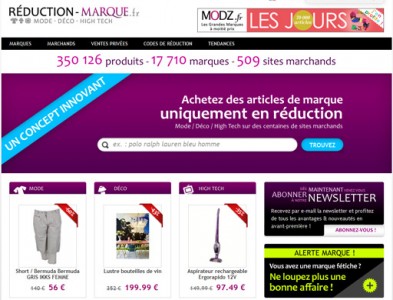 RÉDUCTION - MARQUE.fr
MODE - DÉCO - HIGH TECH
MODZ.fr
Les Grandes Marques
à moitié prix
LES JOURS
MARQUES
MARCHANDS
VENTES PRIVÉES
CODES DE RÉDUCTION
TENDANCES
350 126 produits - 17 710 marques - 509 sites marchands
UN CONCEPT INNOVANT
Achetez des articles de marque
uniquement en réduction
Mode / Déco / High Tech sur des centaines de sites marchands
ex. : polo ralph lauren bleu homme
TROUVEZ
MODE
DÉCO
HIGH TECH
Short / Bermuda Bermuda
GRIS IKKS FEMME
140 € 56 €
Lustre bouteilles de vin
352 € 199.99 €
Aspirateur rechargeable
Ergorapido 12V
149.99 € 97.49 €
DÈS MAINTENANT
ABONNER
NEWSLETTER
Recevez par e-mail la newsletter et profitez
de tous les avantages & nouveautés en
avant-première !
ABONNEZ-VOUS !
ALERTE MARQUE !
Vous avez une marque fétiche ?
Ne loupez plus une
bonne affaire !